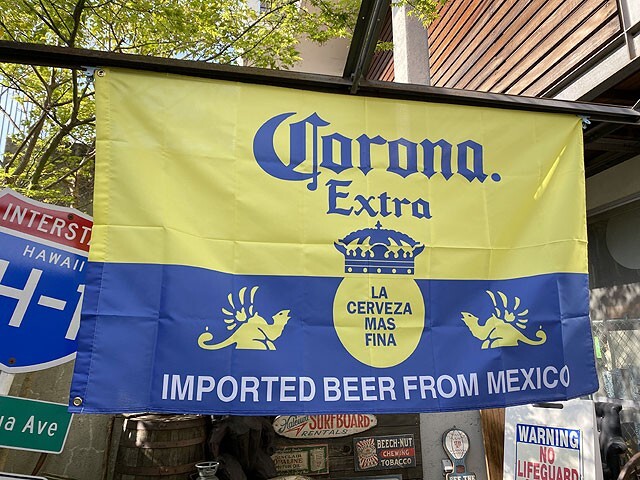 Corona.
Extra
LA
CERVEZA
MAS
FINA
IMPORTED BEER FROM MEXICO
HAWAII
H-1
Ave
SURFBOARD
RENTALS
BEECH-NUT
CHEWING
TOBACCO
WARNING
NO
LIFEGUARD